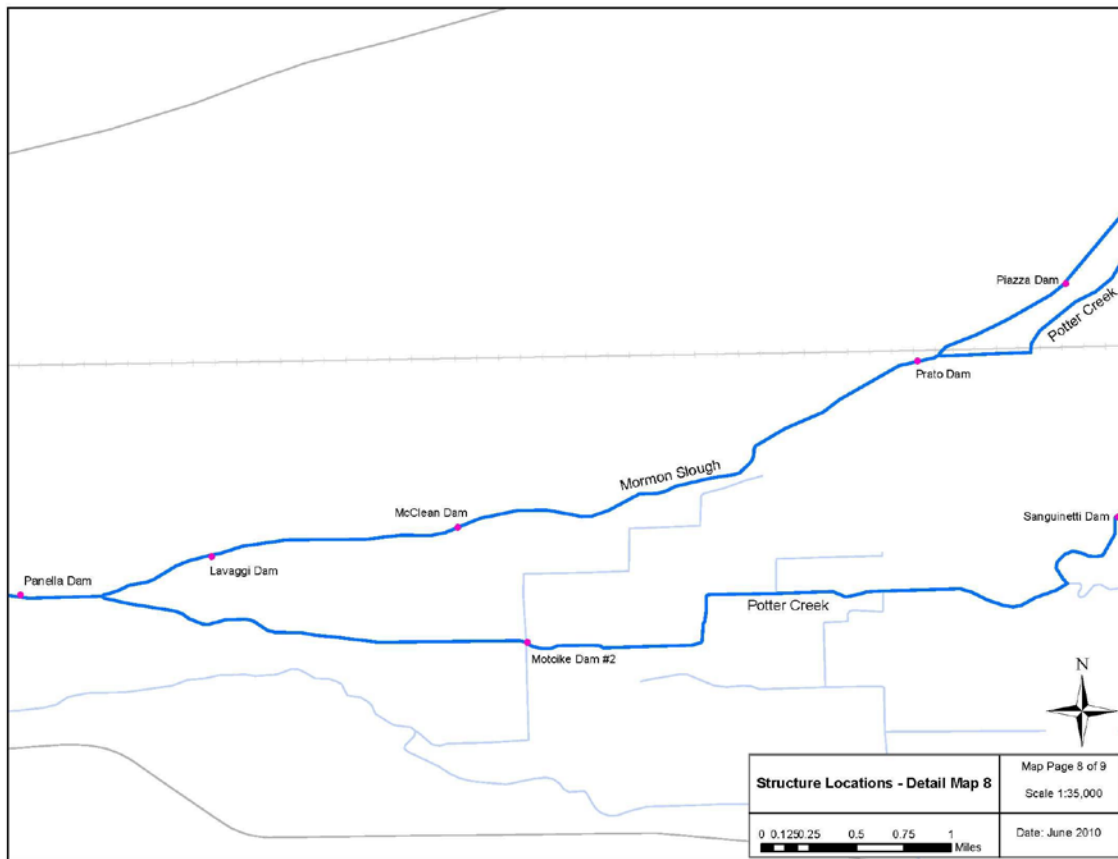 Piazza Dam
Potter Creek
Prato Dam
Mormon Slough
McClean Dam
Sanguinetti Dam
Lavaggi Dam
Panella Dam
Potter Creek
Motoike Dam #2
N
Structure Locations - Detail Map 8
Map Page 8 of 9
Scale 1:35,000
0 0.1250.25 0.5 0.75 1
Miles
Date: June 2010